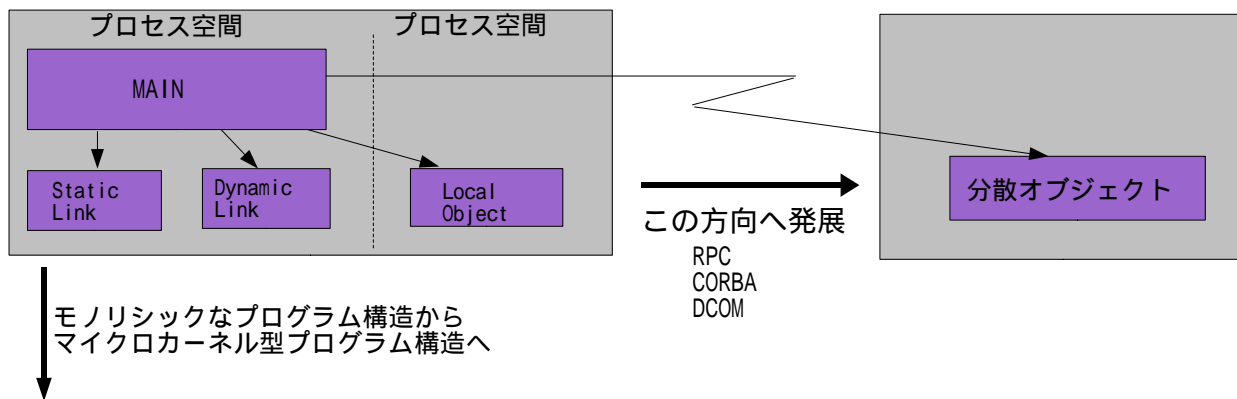 プロセス空間
プロセス空間
MAIN
Static
Link
Dynamic
Link
Local
Object
分散オブジェクト
この方向へ発展
RPC
CORBA
DCOM
モノリシックなプログラム構造から
マイクロカーネル型プログラム構造へ